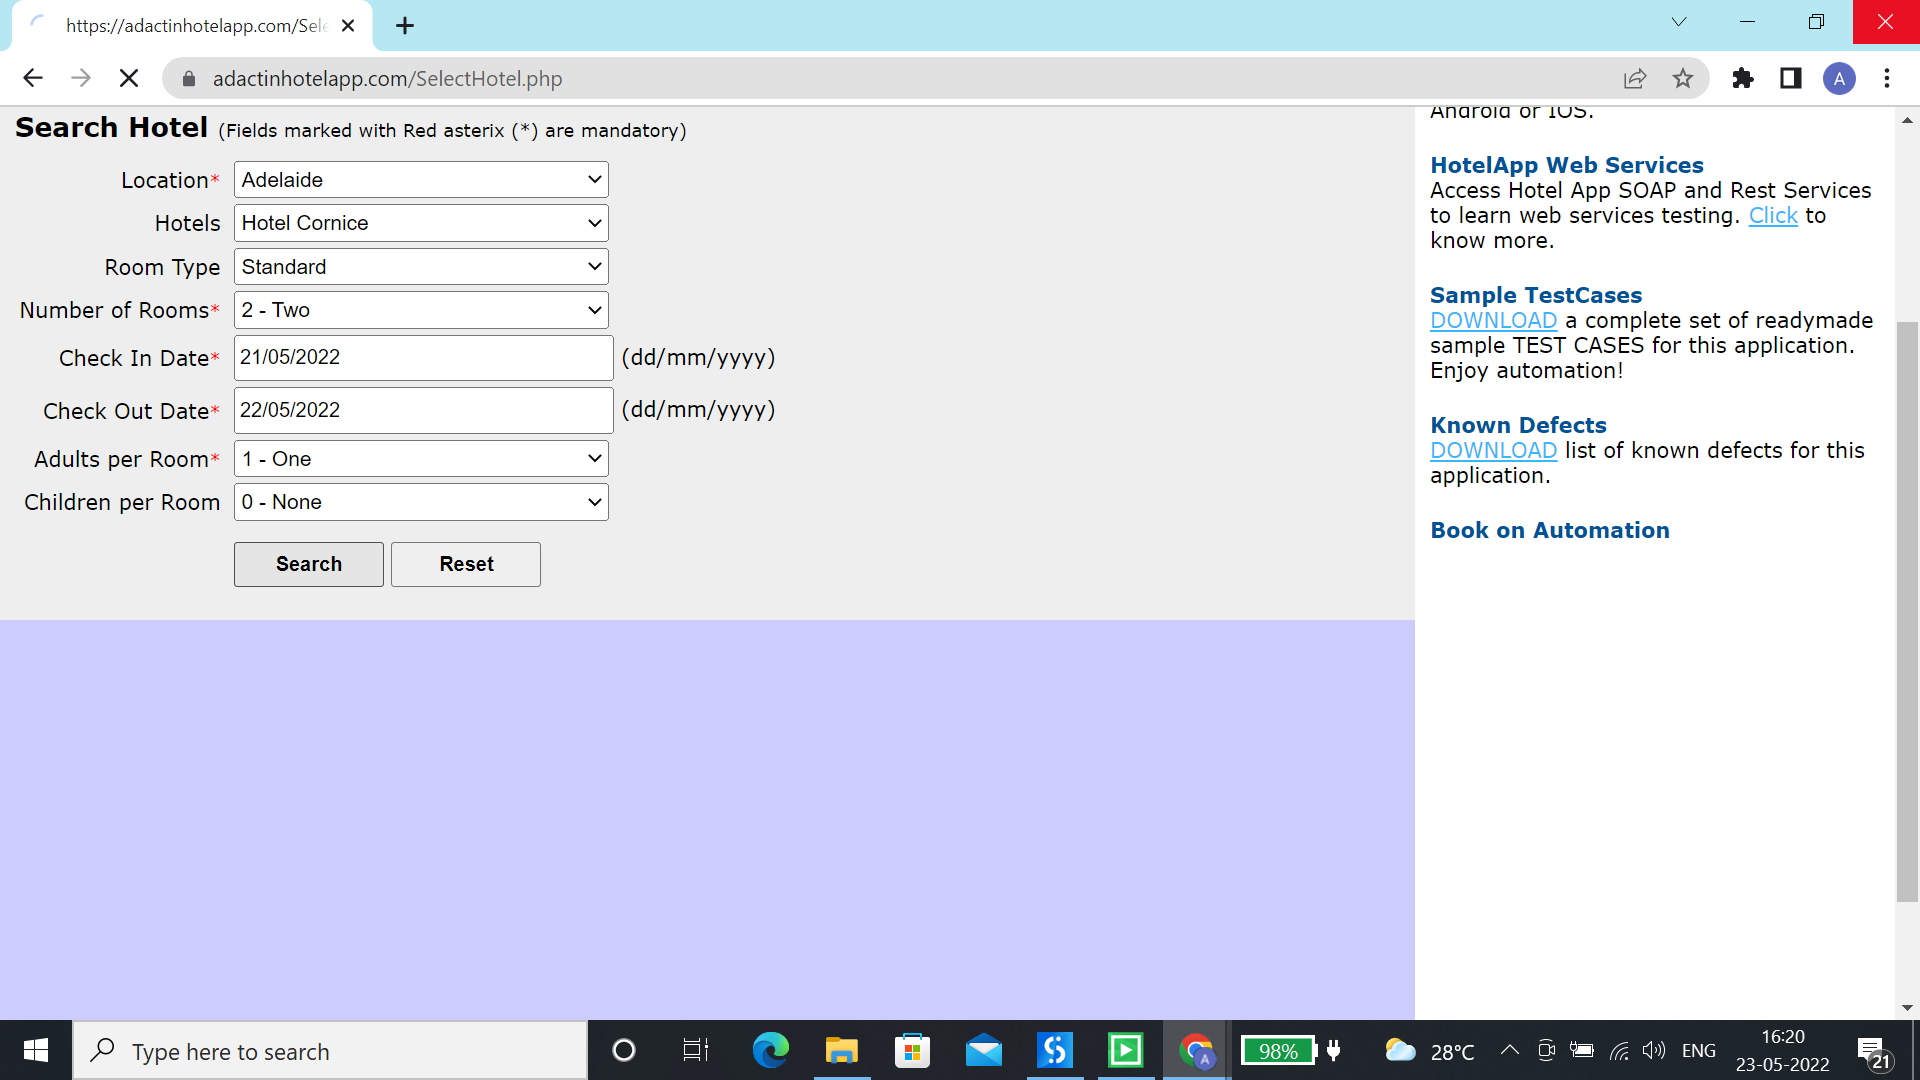 https://adactinhotelapp.com/Sele
adactinhotelapp.com/SelectHotel.php
A
Search Hotel (Fields marked with Red asterix (*) are mandatory)
Location* Adelaide
Hotels Hotel Cornice
Room Type Standard
Number of Rooms* 2 - Two
Check In Date* 21/05/2022 (dd/mm/yyyy)
Check Out Date* 22/05/2022 (dd/mm/yyyy)
Adults per Room* 1 - One
Children per Room 0 - None
Search Reset
Android or IOS.
HotelApp Web Services
Access Hotel App SOAP and Rest Services
to learn web services testing. Click to
know more.
Sample TestCases
DOWNLOAD a complete set of readymade
sample TEST CASES for this application.
Enjoy automation!
Known Defects
DOWNLOAD list of known defects for this
application.
Book on Automation
Type here to search
A
98%
28°C
ENG
16:20
23-05-2022
21